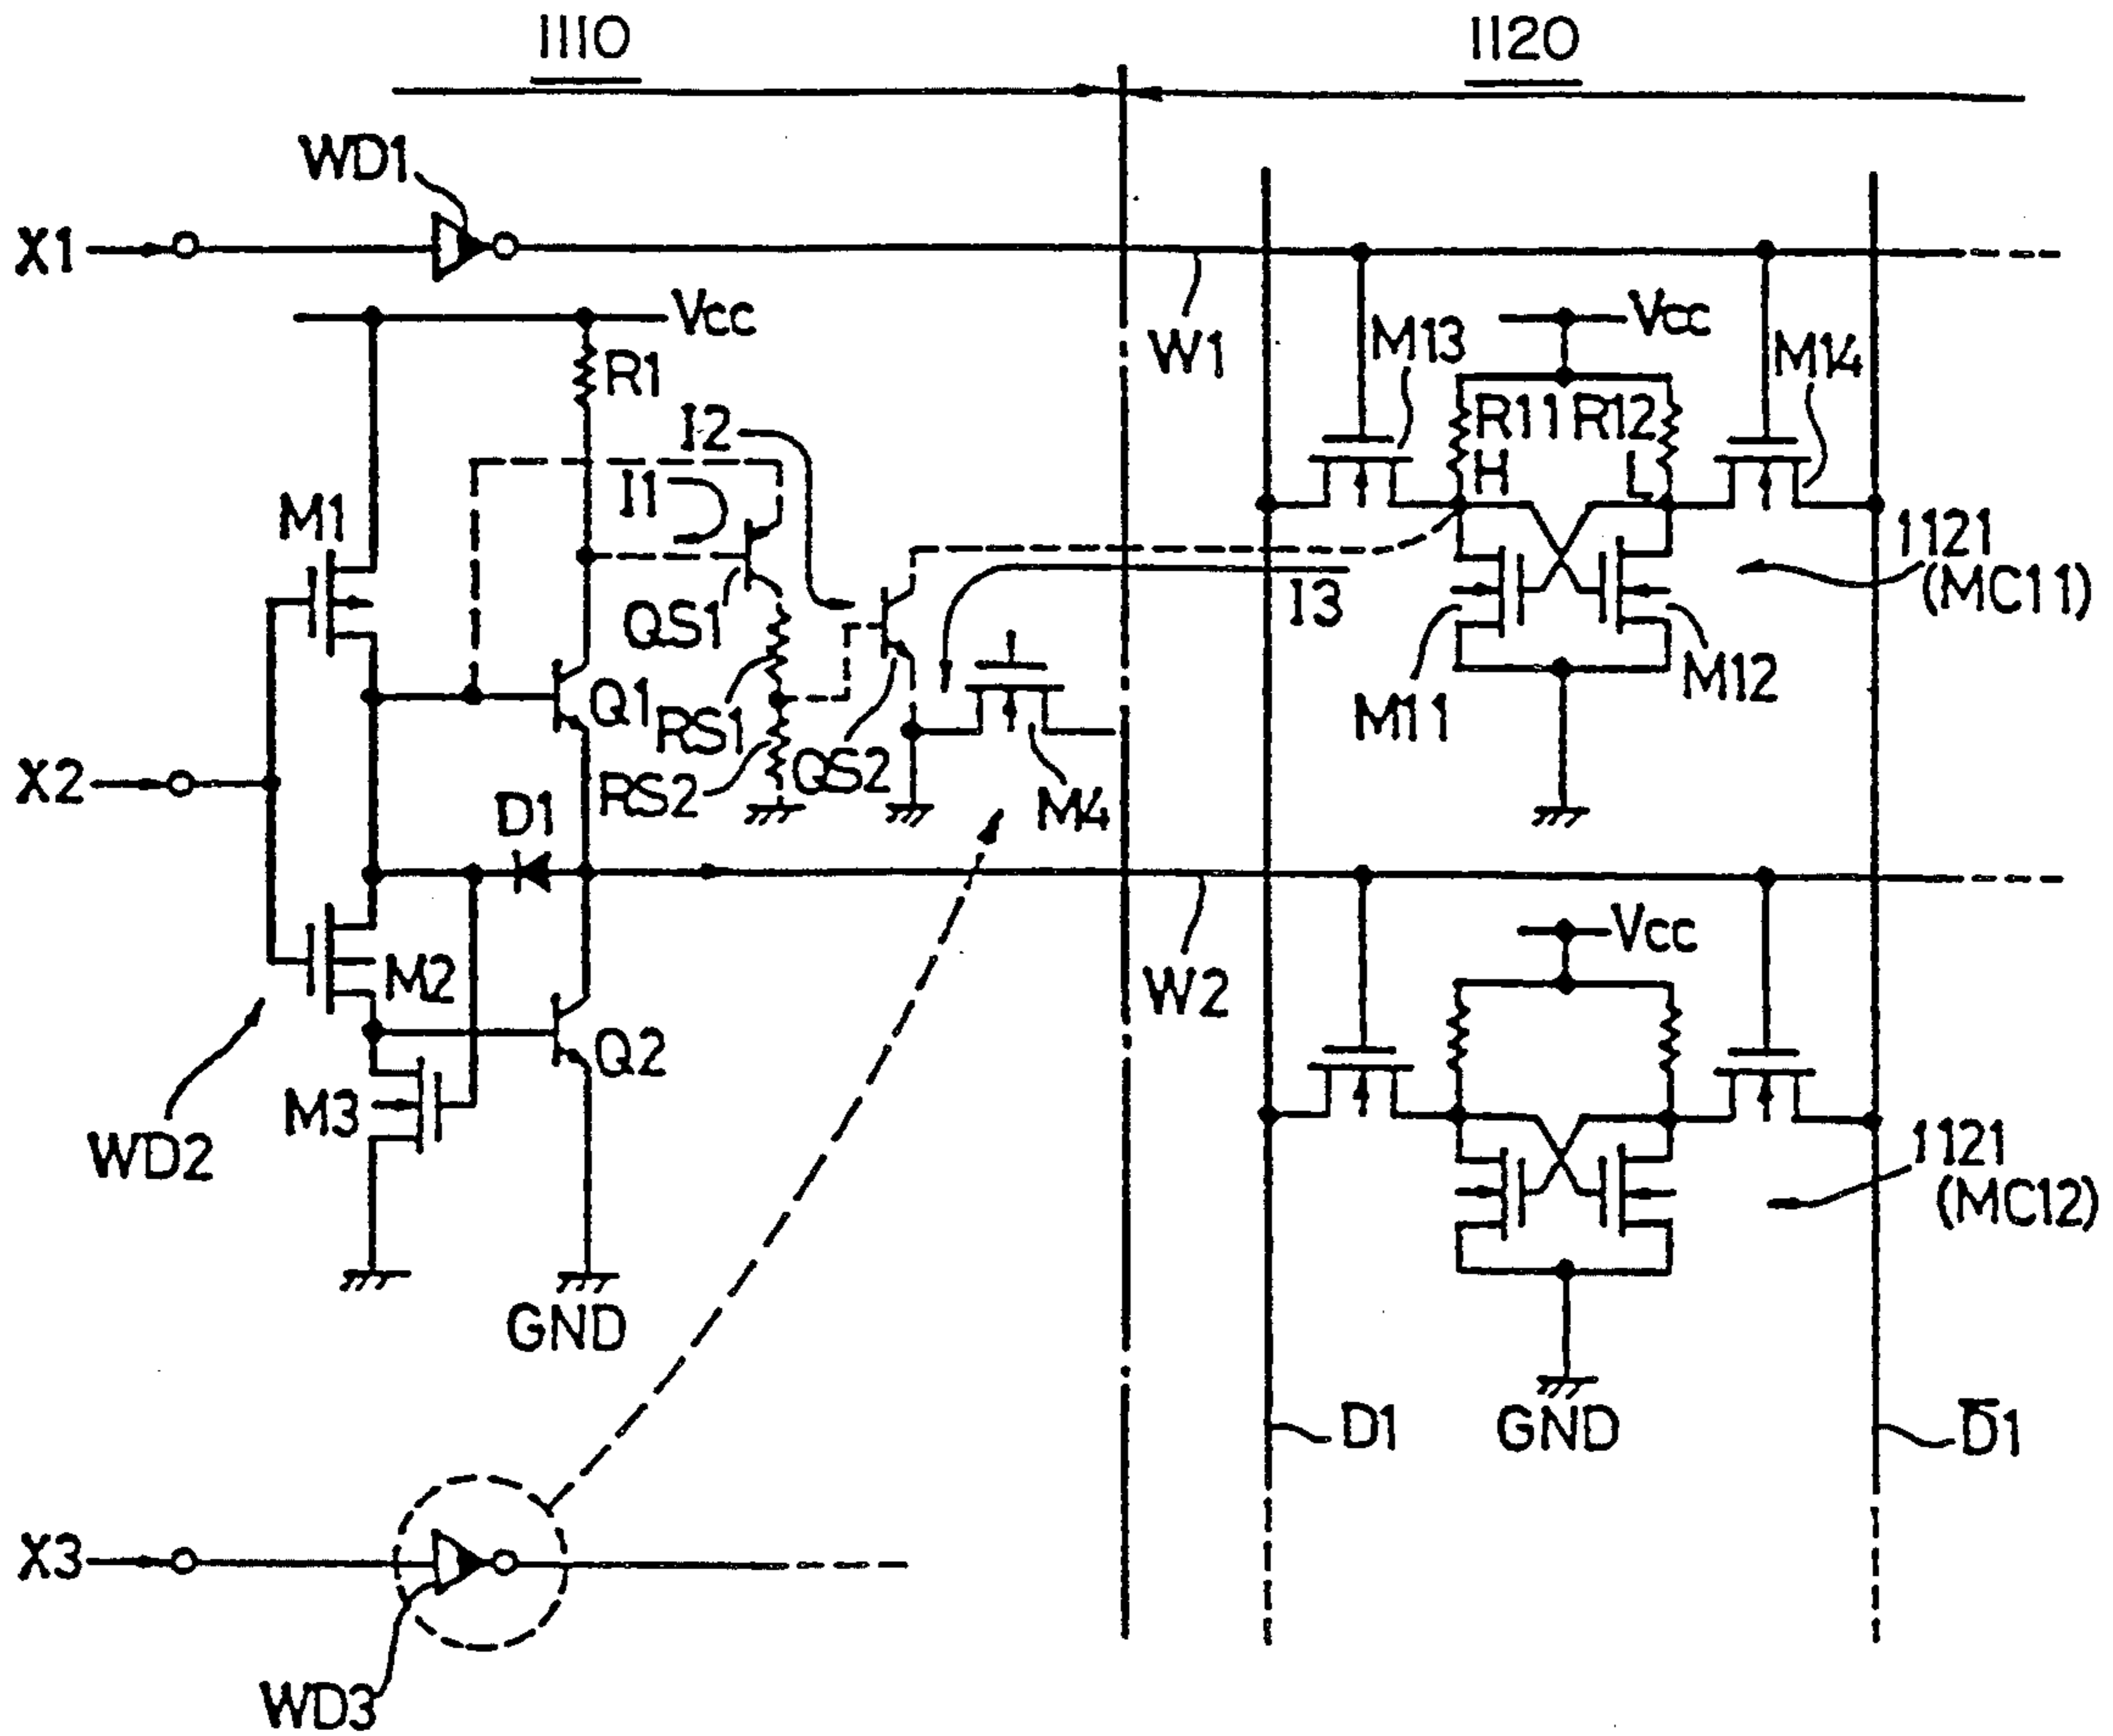 1110
1120
WD1
X1
Vcc
W1
M13
Vcc
M14
R1
I2
R11
R12
I1
H
L
M1
1121
(MC11)
QS1
I3
M12
Q1
RS1
M11
X2
RS2
QS2
M4
D1
M2
W2
Vcc
Q2
M3
WD2
1121
(MC12)
GND
D1
GND
D̅1
X3
WD3